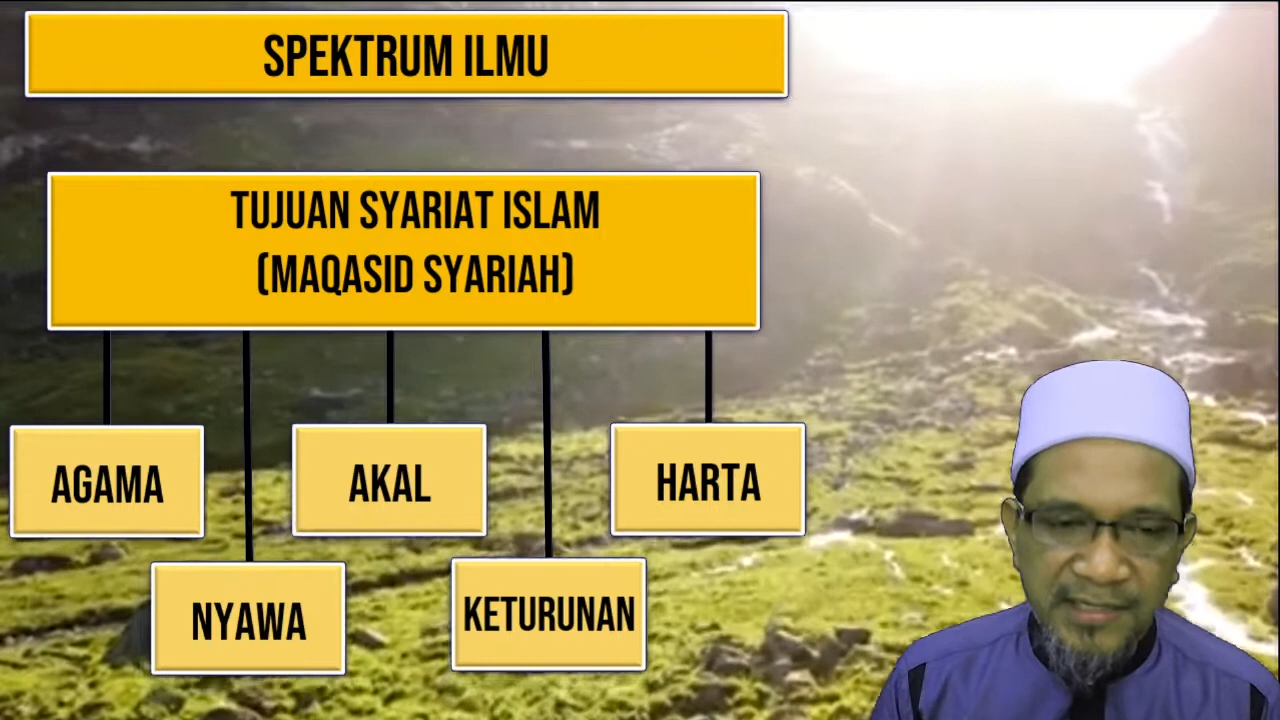 SPEKTRUM ILMU
TUJUAN SYARIAT ISLAM
(MAQASID SYARIAH)
AGAMA
NYAWA
AKAL
KETURUNAN
HARTA